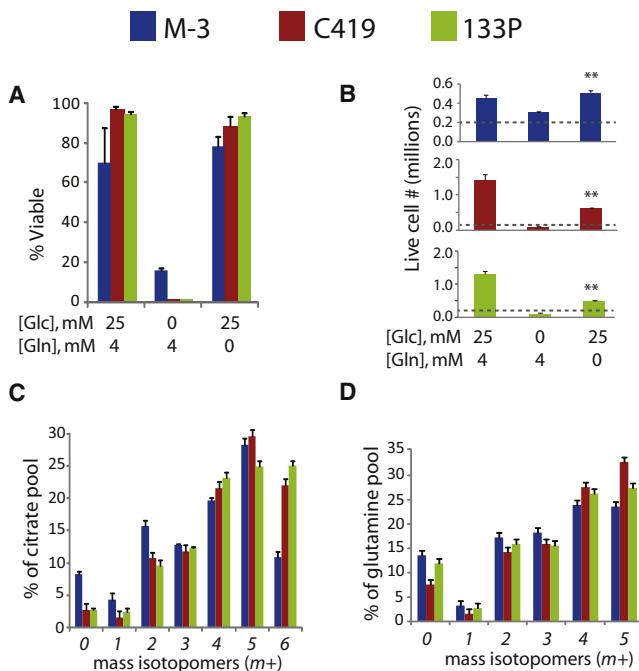 M-3 C419 133P
A
% Viable
100
80
60
40
20
0
[Glc], mM 25 0 25
[Gln], mM 4 4 0
B
Live cell # (millions)
0.6
0.4
0.2
0.0
**
2.0
1.0
0.0
**
2.0
1.0
0.0
**
[Glc], mM 25 0 25
[Gln], mM 4 4 0
C
% of citrate pool
30
25
20
15
10
5
0
0 1 2 3 4 5 6
mass isotopomers (m+)
D
% of glutamine pool
35
30
25
20
15
10
5
0
0 1 2 3 4 5
mass isotopomers (m+)